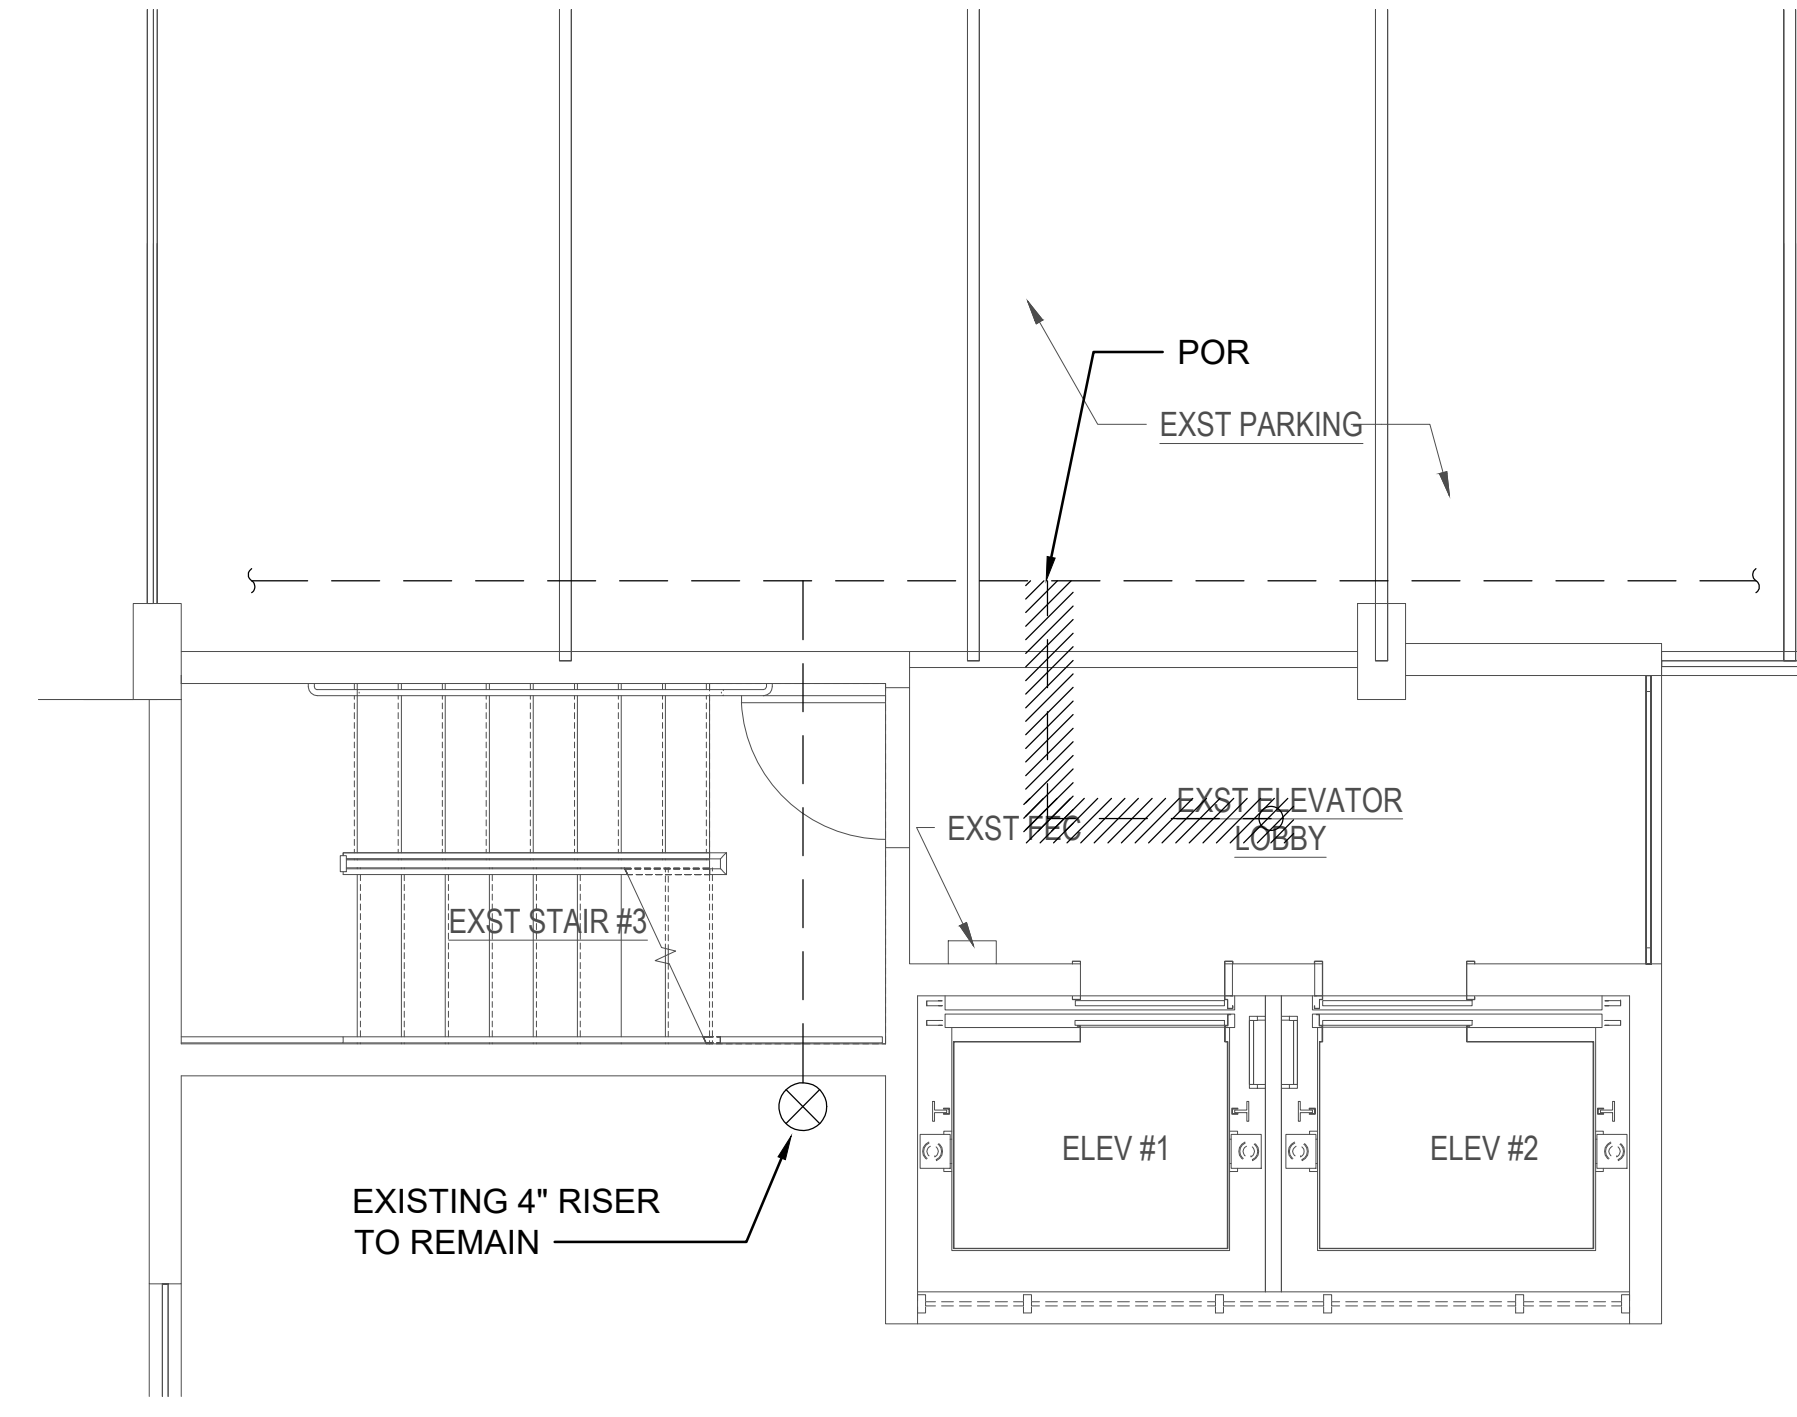 POR
EXST PARKING
EXST ELEVATOR
LOBBY
EXST FEC
EXST STAIR #3
ELEV #1
ELEV #2
EXISTING 4" RISER
TO REMAIN